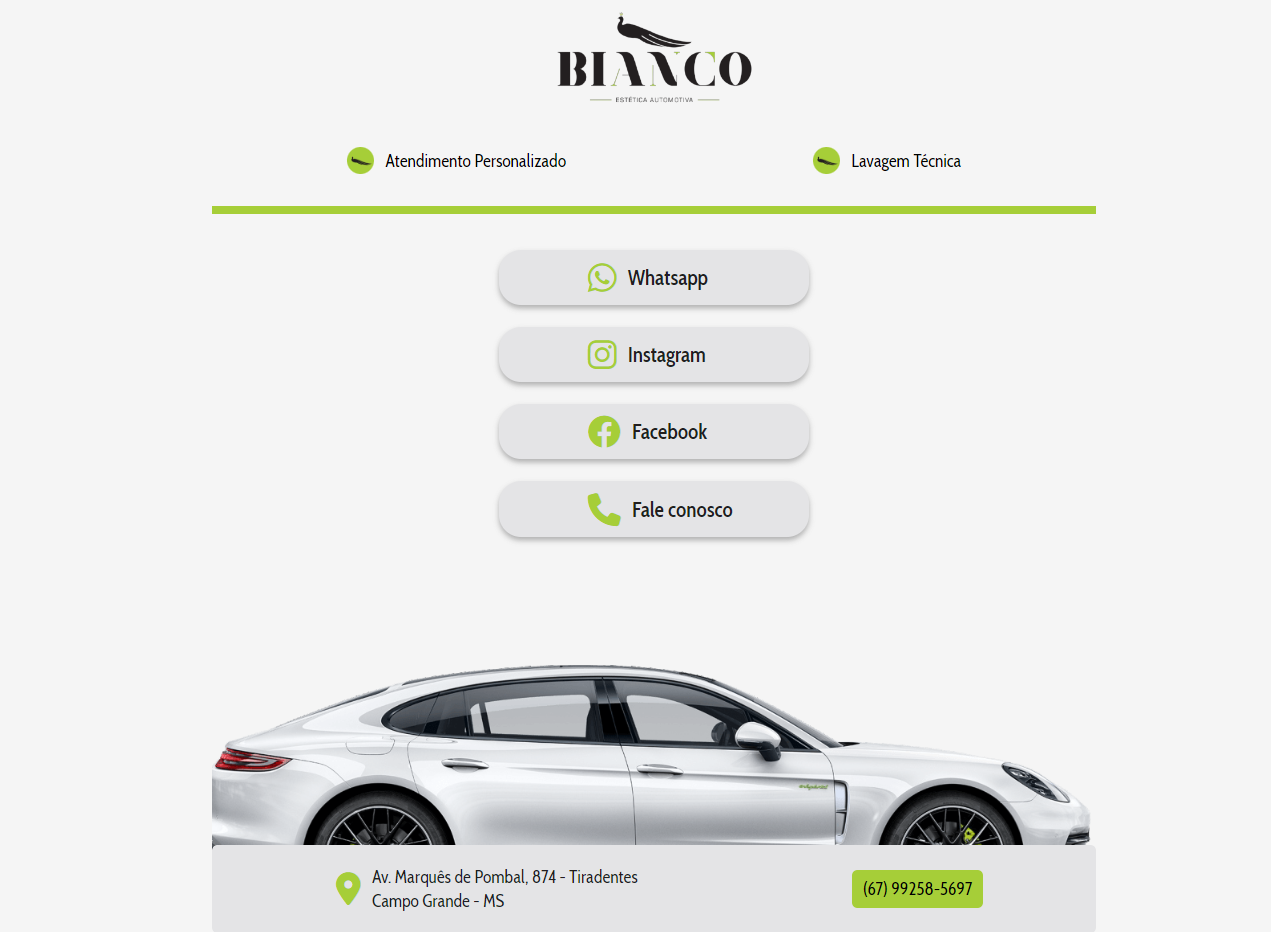 BIANCO
ESTÉTICA AUTOMOTIVA
Atendimento Personalizado
Lavagem Técnica
Whatsapp
Instagram
Facebook
Fale conosco
Av. Marquês de Pombal, 874 - Tiradentes
Campo Grande - MS
(67) 99258-5697